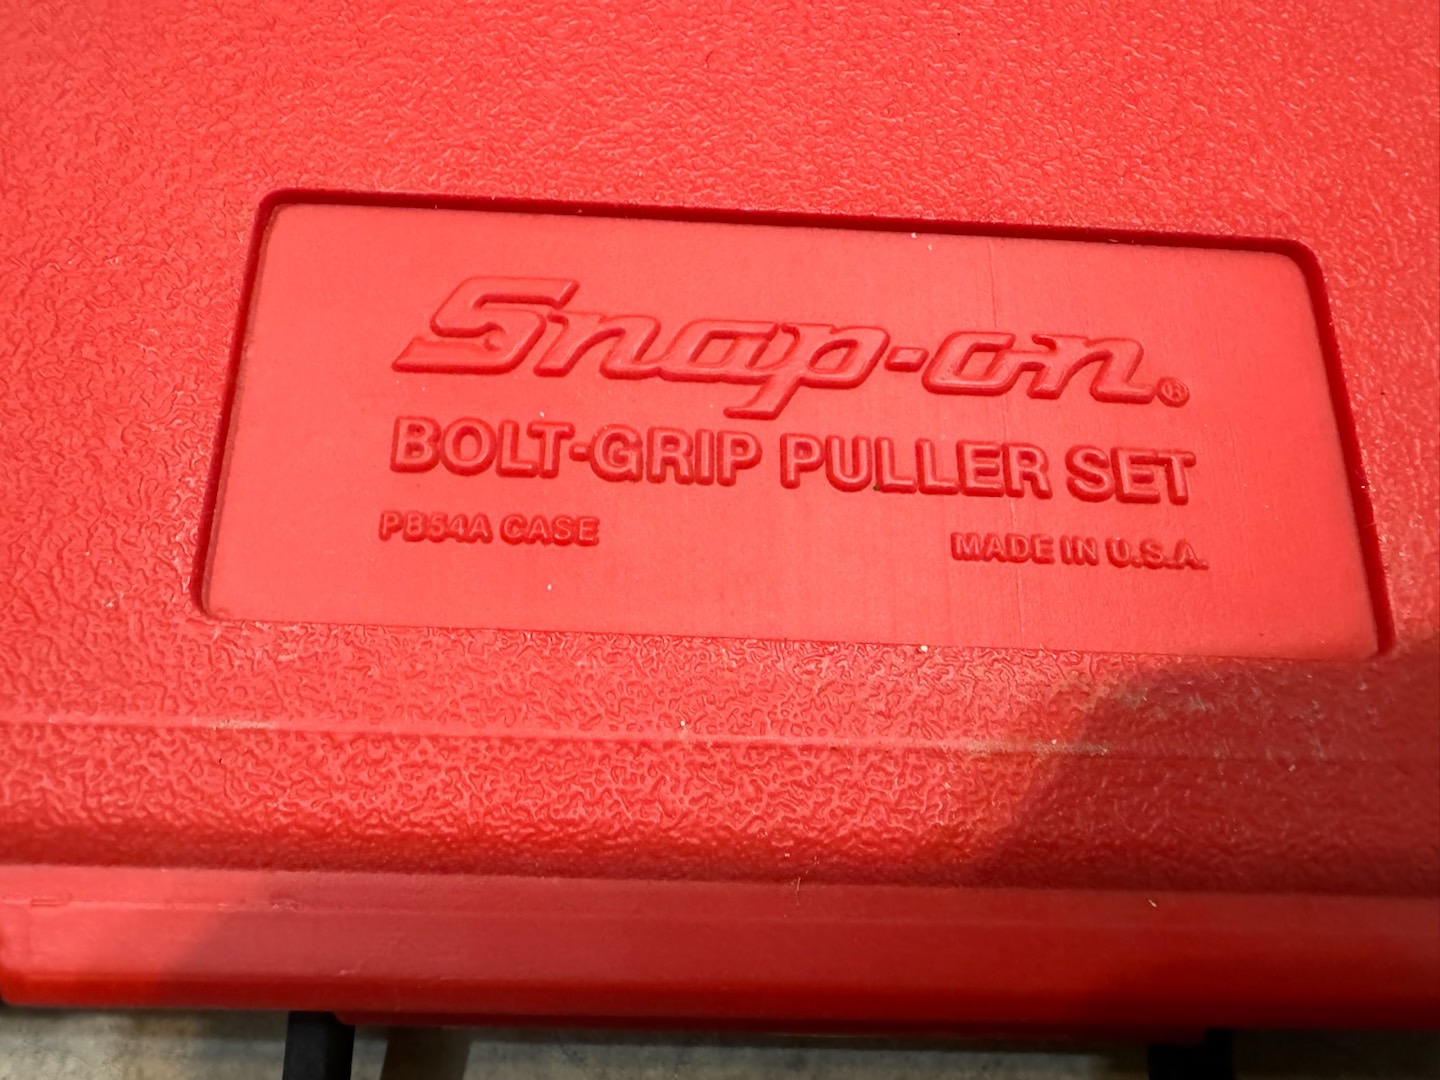 Snap-on®
BOLT-GRIP PULLER SET
PB54A CASE
MADE IN U.S.A.